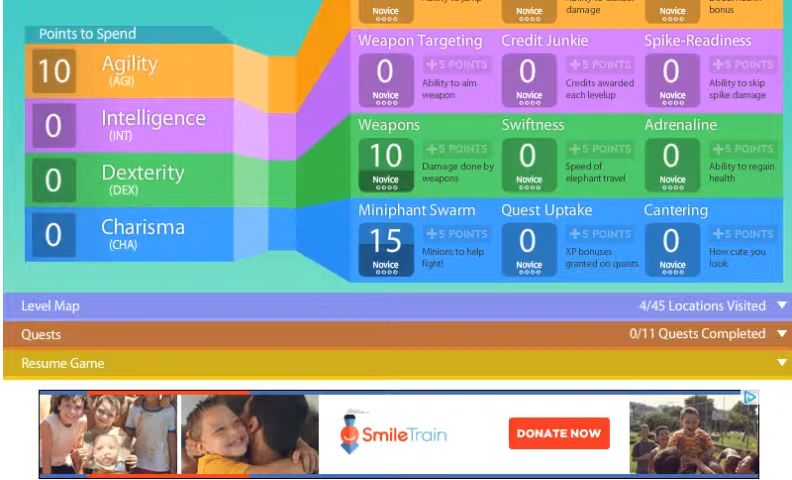 Ability to jump
damage
bonus
Novice
Novice
Novice
Points to Spend
10
Agility
(AGI)
0
Intelligence
(INT)
0
Dexterity
(DEX)
0
Charisma
(CHA)
Weapon Targeting
Credit Junkie
Spike-Readiness
0
Novice
+5 POINTS
Ability to aim
weapon
0
Novice
+5 POINTS
Credits awarded
each levelup
0
Novice
+5 POINTS
Ability to skip
spike damage
Weapons
Swiftness
Adrenaline
10
Novice
+5 POINTS
Damage done by
weapons
0
Novice
+5 POINTS
Speed of
elephant travel
0
Novice
+5 POINTS
Ability to regain
health
Miniphant Swarm
Quest Uptake
Cantering
15
Novice
+5 POINTS
Minions to help
fight!
0
Novice
+5 POINTS
XP bonuses
granted on quests
0
Novice
+5 POINTS
How cute you
look
Level Map
4/45 Locations Visited
Quests
0/11 Quests Completed
Resume Game
SmileTrain
DONATE NOW